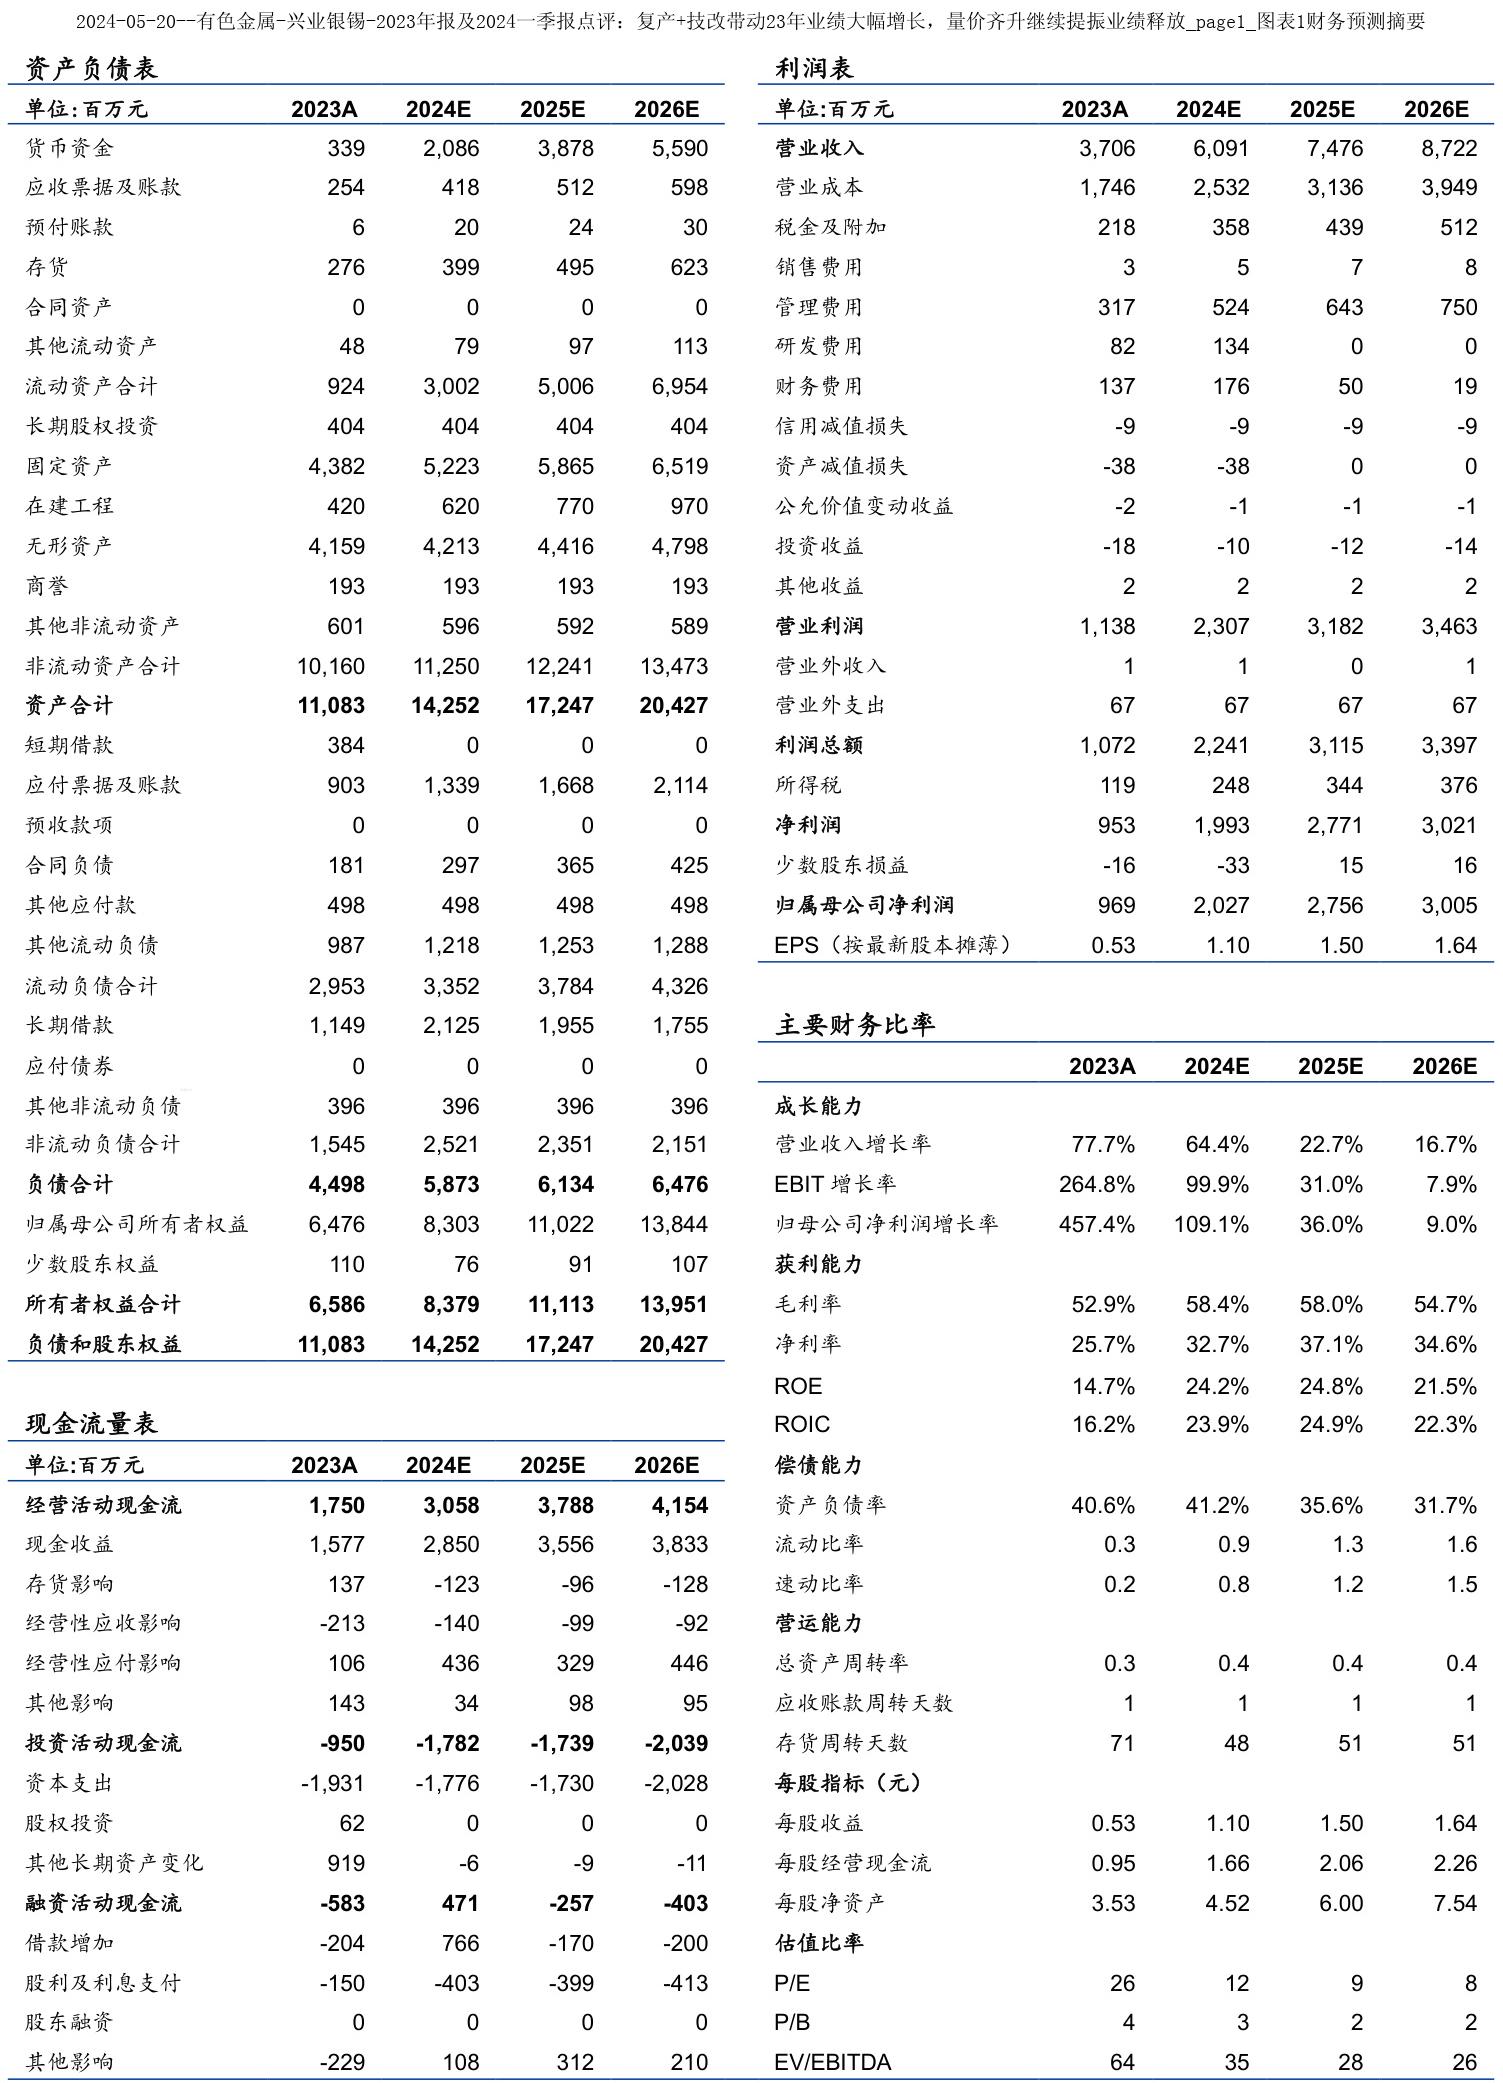 2024-05-20--有色金属-兴业银锡-2023年报及2024一季报点评：复产+技改带动23年业绩大幅增长，量价齐升继续提振业绩释放_page1_图表1财务预测摘要
资产负债表
单位:百万元 2023A 2024E 2025E 2026E
货币资金 339 2,086 3,878 5,590
应收票据及账款 254 418 512 598
预付账款 6 20 24 30
存货 276 399 495 623
合同资产 0 0 0 0
其他流动资产 48 79 97 113
流动资产合计 924 3,002 5,006 6,954
长期股权投资 404 404 404 404
固定资产 4,382 5,223 5,865 6,519
在建工程 420 620 770 970
无形资产 4,159 4,213 4,416 4,798
商誉 193 193 193 193
其他非流动资产 601 596 592 589
非流动资产合计 10,160 11,250 12,241 13,473
资产合计 11,083 14,252 17,247 20,427
短期借款 384 0 0 0
应付票据及账款 903 1,339 1,668 2,114
预收款项 0 0 0 0
合同负债 181 297 365 425
其他应付款 498 498 498 498
其他流动负债 987 1,218 1,253 1,288
流动负债合计 2,953 3,352 3,784 4,326
长期借款 1,149 2,125 1,955 1,755
应付债券 0 0 0 0
其他非流动负债 396 396 396 396
非流动负债合计 1,545 2,521 2,351 2,151
负债合计 4,498 5,873 6,134 6,476
归属母公司所有者权益 6,476 8,303 11,022 13,844
少数股东权益 110 76 91 107
所有者权益合计 6,586 8,379 11,113 13,951
负债和股东权益 11,083 14,252 17,247 20,427
现金流量表
单位:百万元 2023A 2024E 2025E 2026E
经营活动现金流 1,750 3,058 3,788 4,154
现金收益 1,577 2,850 3,556 3,833
存货影响 137 -123 -96 -128
经营性应收影响 -213 -140 -99 -92
经营性应付影响 106 436 329 446
其他影响 143 34 98 95
投资活动现金流 -950 -1,782 -1,739 -2,039
资本支出 -1,931 -1,776 -1,730 -2,028
股权投资 62 0 0 0
其他长期资产变化 919 -6 -9 -11
融资活动现金流 -583 471 -257 -403
借款增加 -204 766 -170 -200
股利及利息支付 -150 -403 -399 -413
股东融资 0 0 0 0
其他影响 -229 108 312 210
利润表
单位:百万元 2023A 2024E 2025E 2026E
营业收入 3,706 6,091 7,476 8,722
营业成本 1,746 2,532 3,136 3,949
税金及附加 218 358 439 512
销售费用 3 5 7 8
管理费用 317 524 643 750
研发费用 82 134 0 0
财务费用 137 176 50 19
信用减值损失 -9 -9 -9 -9
资产减值损失 -38 -38 0 0
公允价值变动收益 -2 -1 -1 -1
投资收益 -18 -10 -12 -14
其他收益 2 2 2 2
营业利润 1,138 2,307 3,182 3,463
营业外收入 1 1 0 1
营业外支出 67 67 67 67
利润总额 1,072 2,241 3,115 3,397
所得税 119 248 344 376
净利润 953 1,993 2,771 3,021
少数股东损益 -16 -33 15 16
归属母公司净利润 969 2,027 2,756 3,005
EPS（按最新股本摊薄） 0.53 1.10 1.50 1.64
主要财务比率
2023A 2024E 2025E 2026E
成长能力
营业收入增长率 77.7% 64.4% 22.7% 16.7%
EBIT增长率 264.8% 99.9% 31.0% 7.9%
归母公司净利润增长率 457.4% 109.1% 36.0% 9.0%
获利能力
毛利率 52.9% 58.4% 58.0% 54.7%
净利率 25.7% 32.7% 37.1% 34.6%
ROE 14.7% 24.2% 24.8% 21.5%
ROIC 16.2% 23.9% 24.9% 22.3%
偿债能力
资产负债率 40.6% 41.2% 35.6% 31.7%
流动比率 0.3 0.9 1.3 1.6
速动比率 0.2 0.8 1.2 1.5
营运能力
总资产周转率 0.3 0.4 0.4 0.4
应收账款周转天数 1 1 1 1
存货周转天数 71 48 51 51
每股指标（元）
每股收益 0.53 1.10 1.50 1.64
每股经营现金流 0.95 1.66 2.06 2.26
每股净资产 3.53 4.52 6.00 7.54
估值比率
P/E 26 12 9 8
P/B 4 3 2 2
EV/EBITDA 64 35 28 26